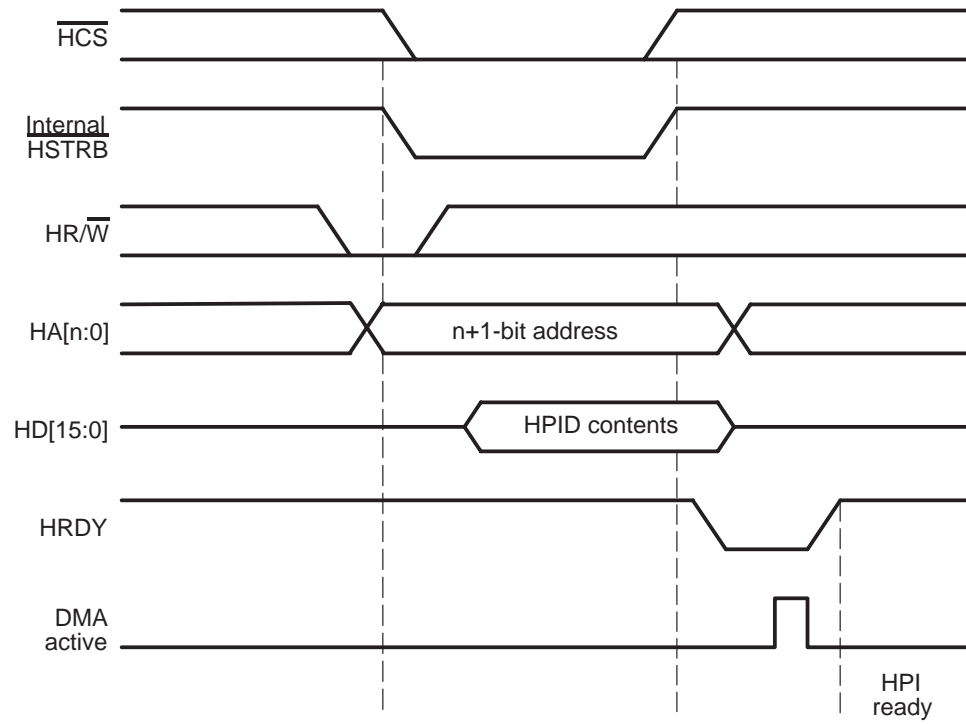 HCS
Internal
HSTRB
HR/W
HA[n:0]
n+1-bit address
HD[15:0]
HPID contents
HRDY
DMA
active
HPI
ready